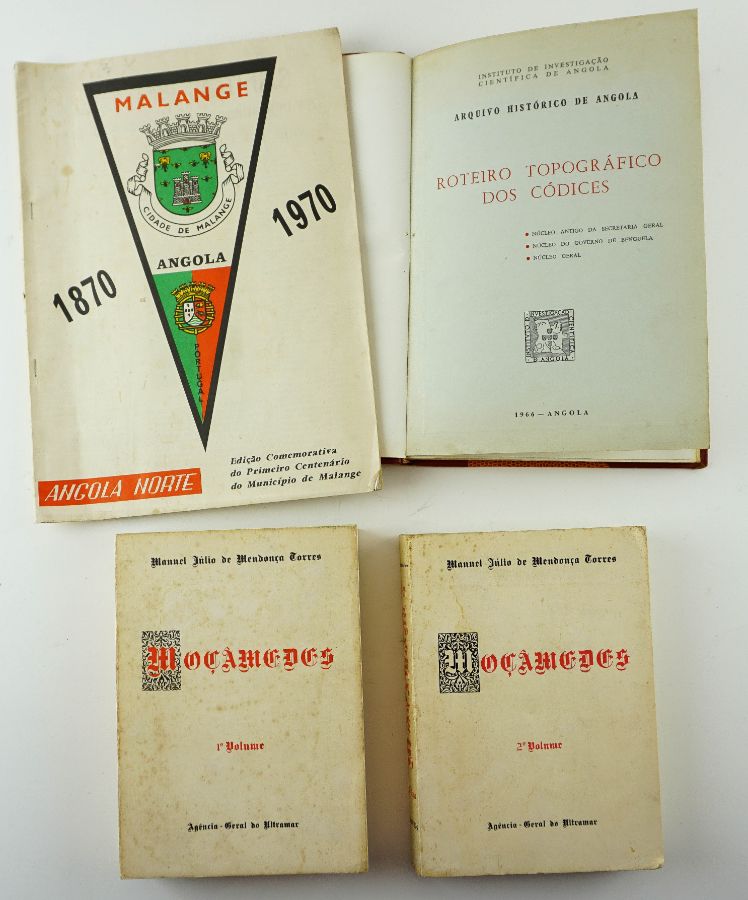 MALANGE
CIDADE DE MALANGE
1870
1970
ANGOLA
PORTUGAL
Edição Comemorativa
do Primeiro Centenário
do Município de Malange
ANGOLA NORTE
INSTITUTO DE INVESTIGAÇÃO
CIENTÍFICA DE ANGOLA
ARQUIVO HISTÓRICO DE ANGOLA
ROTEIRO TOPOGRÁFICO
DOS CÓDICES
NÚCLEO ANTIGO DA SECRETARIA GERAL
NÚCLEO DO GOVERNO DE BENGUELA
NÚCLEO GERAL
D'ANGOLA
1966 — ANGOLA
Manuel Júlio de Mendonça Torres
MOÇÂMEDES
1º Volume
Agência-Geral do Ultramar
Manuel Júlio de Mendonça Torres
MOÇÂMEDES
2º Volume
Agência-Geral do Ultramar